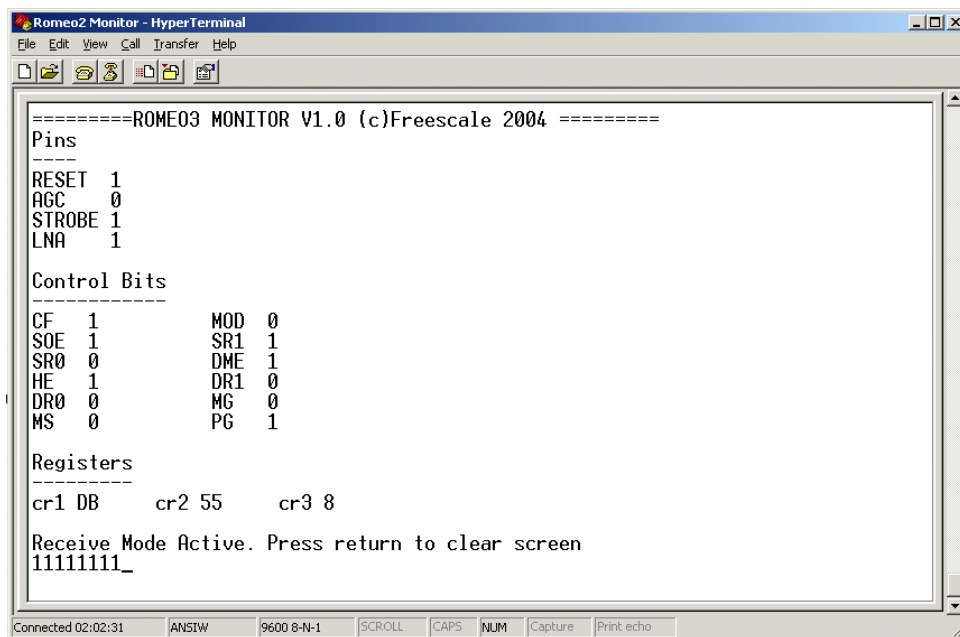 Romeo2 Monitor - HyperTerminal
File Edit View Call Transfer Help
=========ROMEO3 MONITOR V1.0 (c)Freescale 2004 =========
Pins
----
RESET 1
AGC 0
STROBE 1
LNA 1
Control Bits
------------
CF 1 MOD 0
SOE 1 SR1 1
SR0 0 DME 1
HE 1 DR1 0
DR0 0 MG 0
MS 0 PG 1
Registers
---------
cr1 DB cr2 55 cr3 8
Receive Mode Active. Press return to clear screen
11111111_
Connected 02:02:31 ANSIW 9600 8-N-1 SCROLL CAPS NUM Capture Print echo